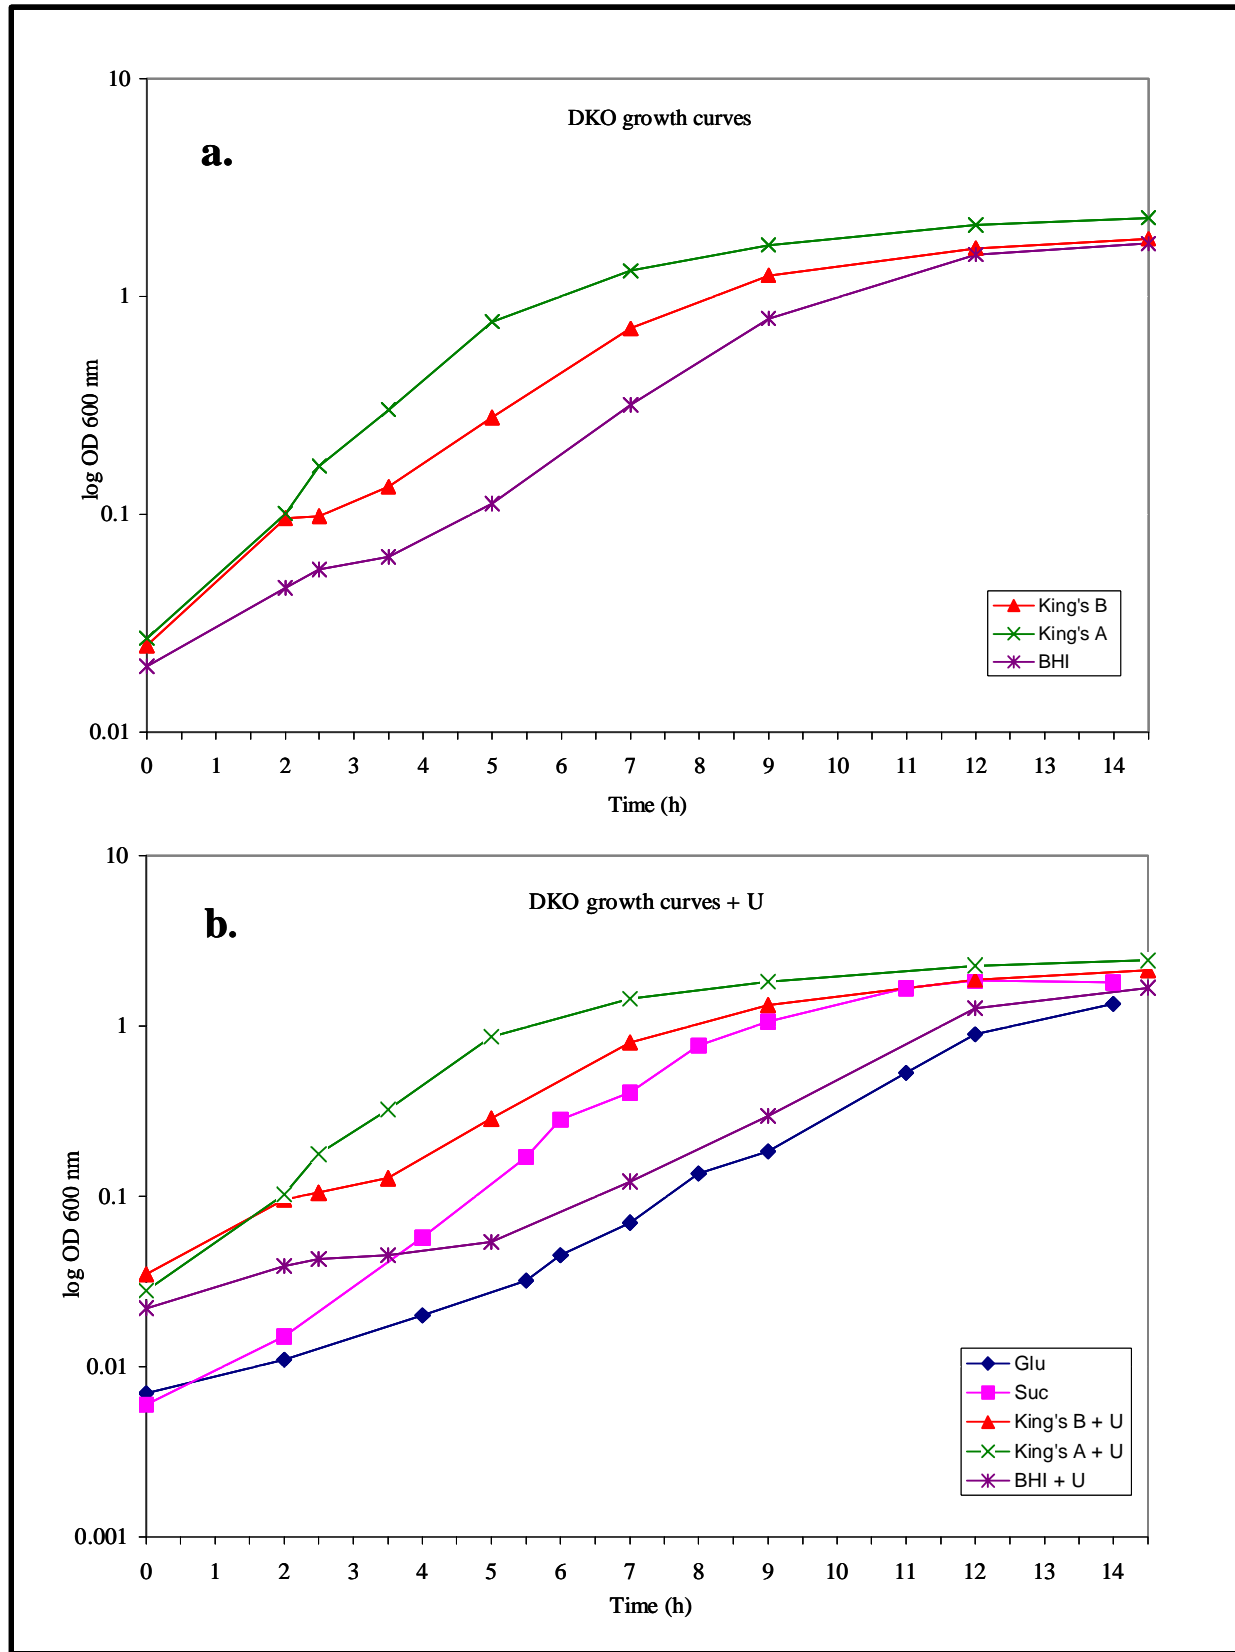 DKO growth curves
a.
10
1
0.1
0.01
log OD 600 nm
King's B
King's A
BHI
0 1 2 3 4 5 6 7 8 9 10 11 12 13 14
Time (h)
DKO growth curves + U
b.
10
1
0.1
0.01
0.001
log OD 600 nm
Glu
Suc
King's B + U
King's A + U
BHI + U
0 1 2 3 4 5 6 7 8 9 10 11 12 13 14
Time (h)